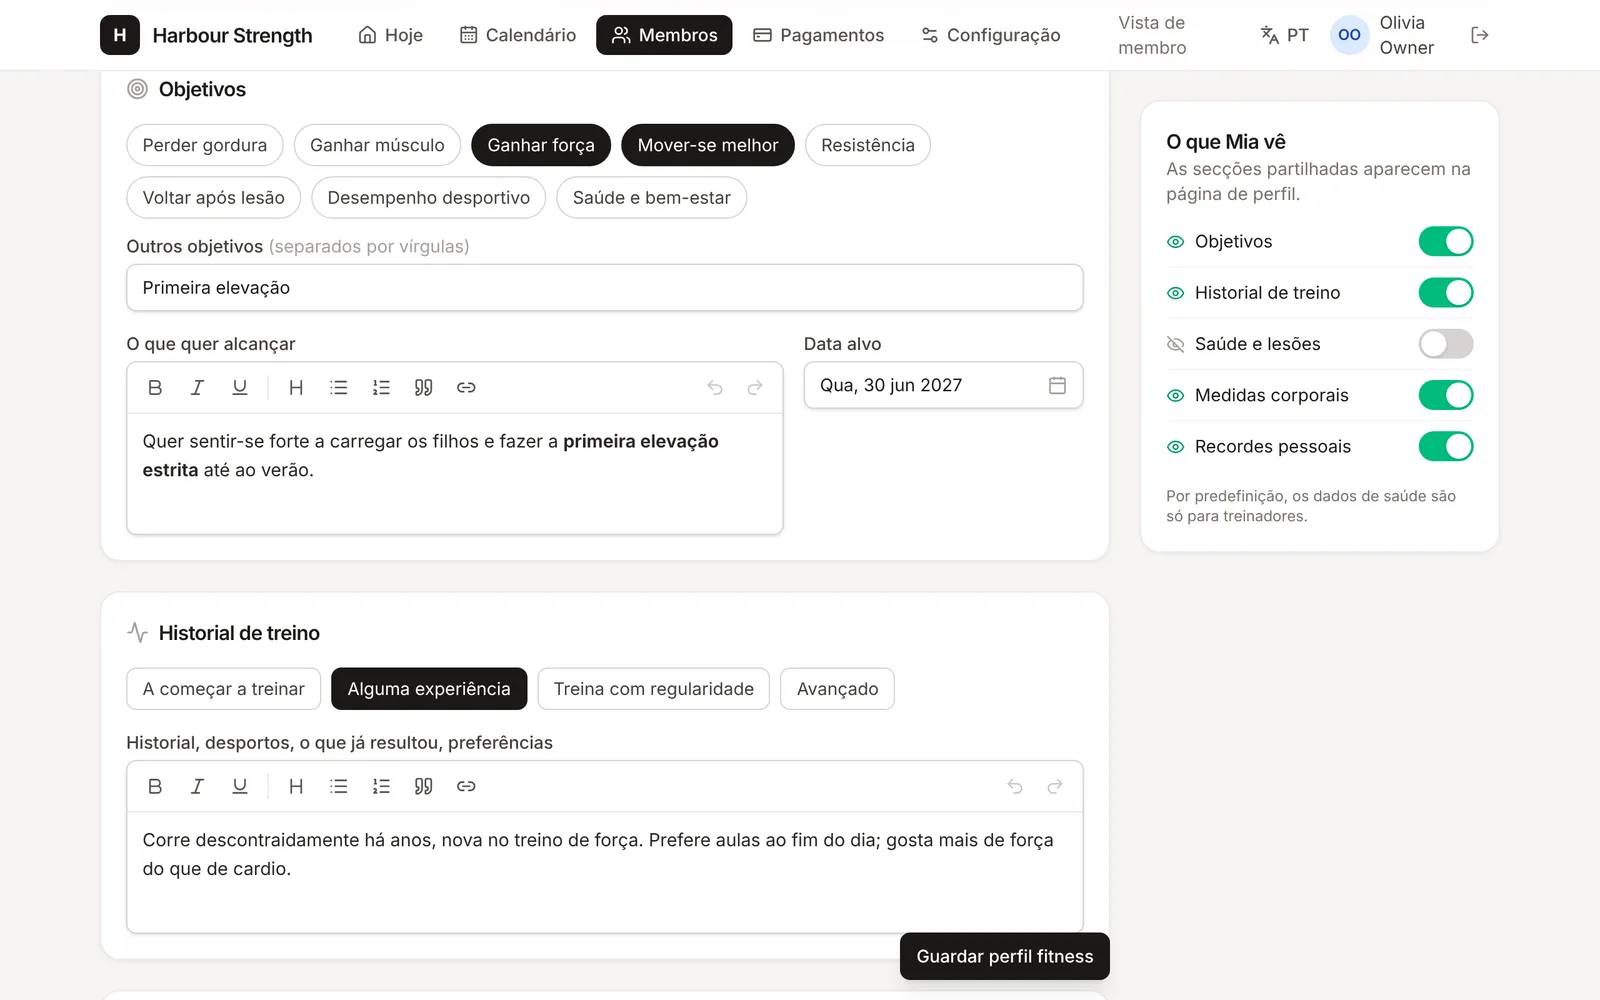 H
Harbour Strength
Hoje
Calendário
Membros
Pagamentos
Configuração
Vista de
membro
PT
OO
Olivia
Owner
Objetivos
Perder gordura
Ganhar músculo
Ganhar força
Mover-se melhor
Resistência
Voltar após lesão
Desempenho desportivo
Saúde e bem-estar
Outros objetivos (separados por vírgulas)
Primeira elevação
O que quer alcançar
B I U H
Quer sentir-se forte a carregar os filhos e fazer a primeira elevação
estrita até ao verão.
Data alvo
Qua, 30 jun 2027
Historial de treino
A começar a treinar
Alguma experiência
Treina com regularidade
Avançado
Historial, desportos, o que já resultou, preferências
B I U H
Corre descontraidamente há anos, nova no treino de força. Prefere aulas ao fim do dia; gosta mais de força
do que de cardio.
Guardar perfil fitness
O que Mia vê
As secções partilhadas aparecem na
página de perfil.
Objetivos
Historial de treino
Saúde e lesões
Medidas corporais
Recordes pessoais
Por predefinição, os dados de saúde são
só para treinadores.